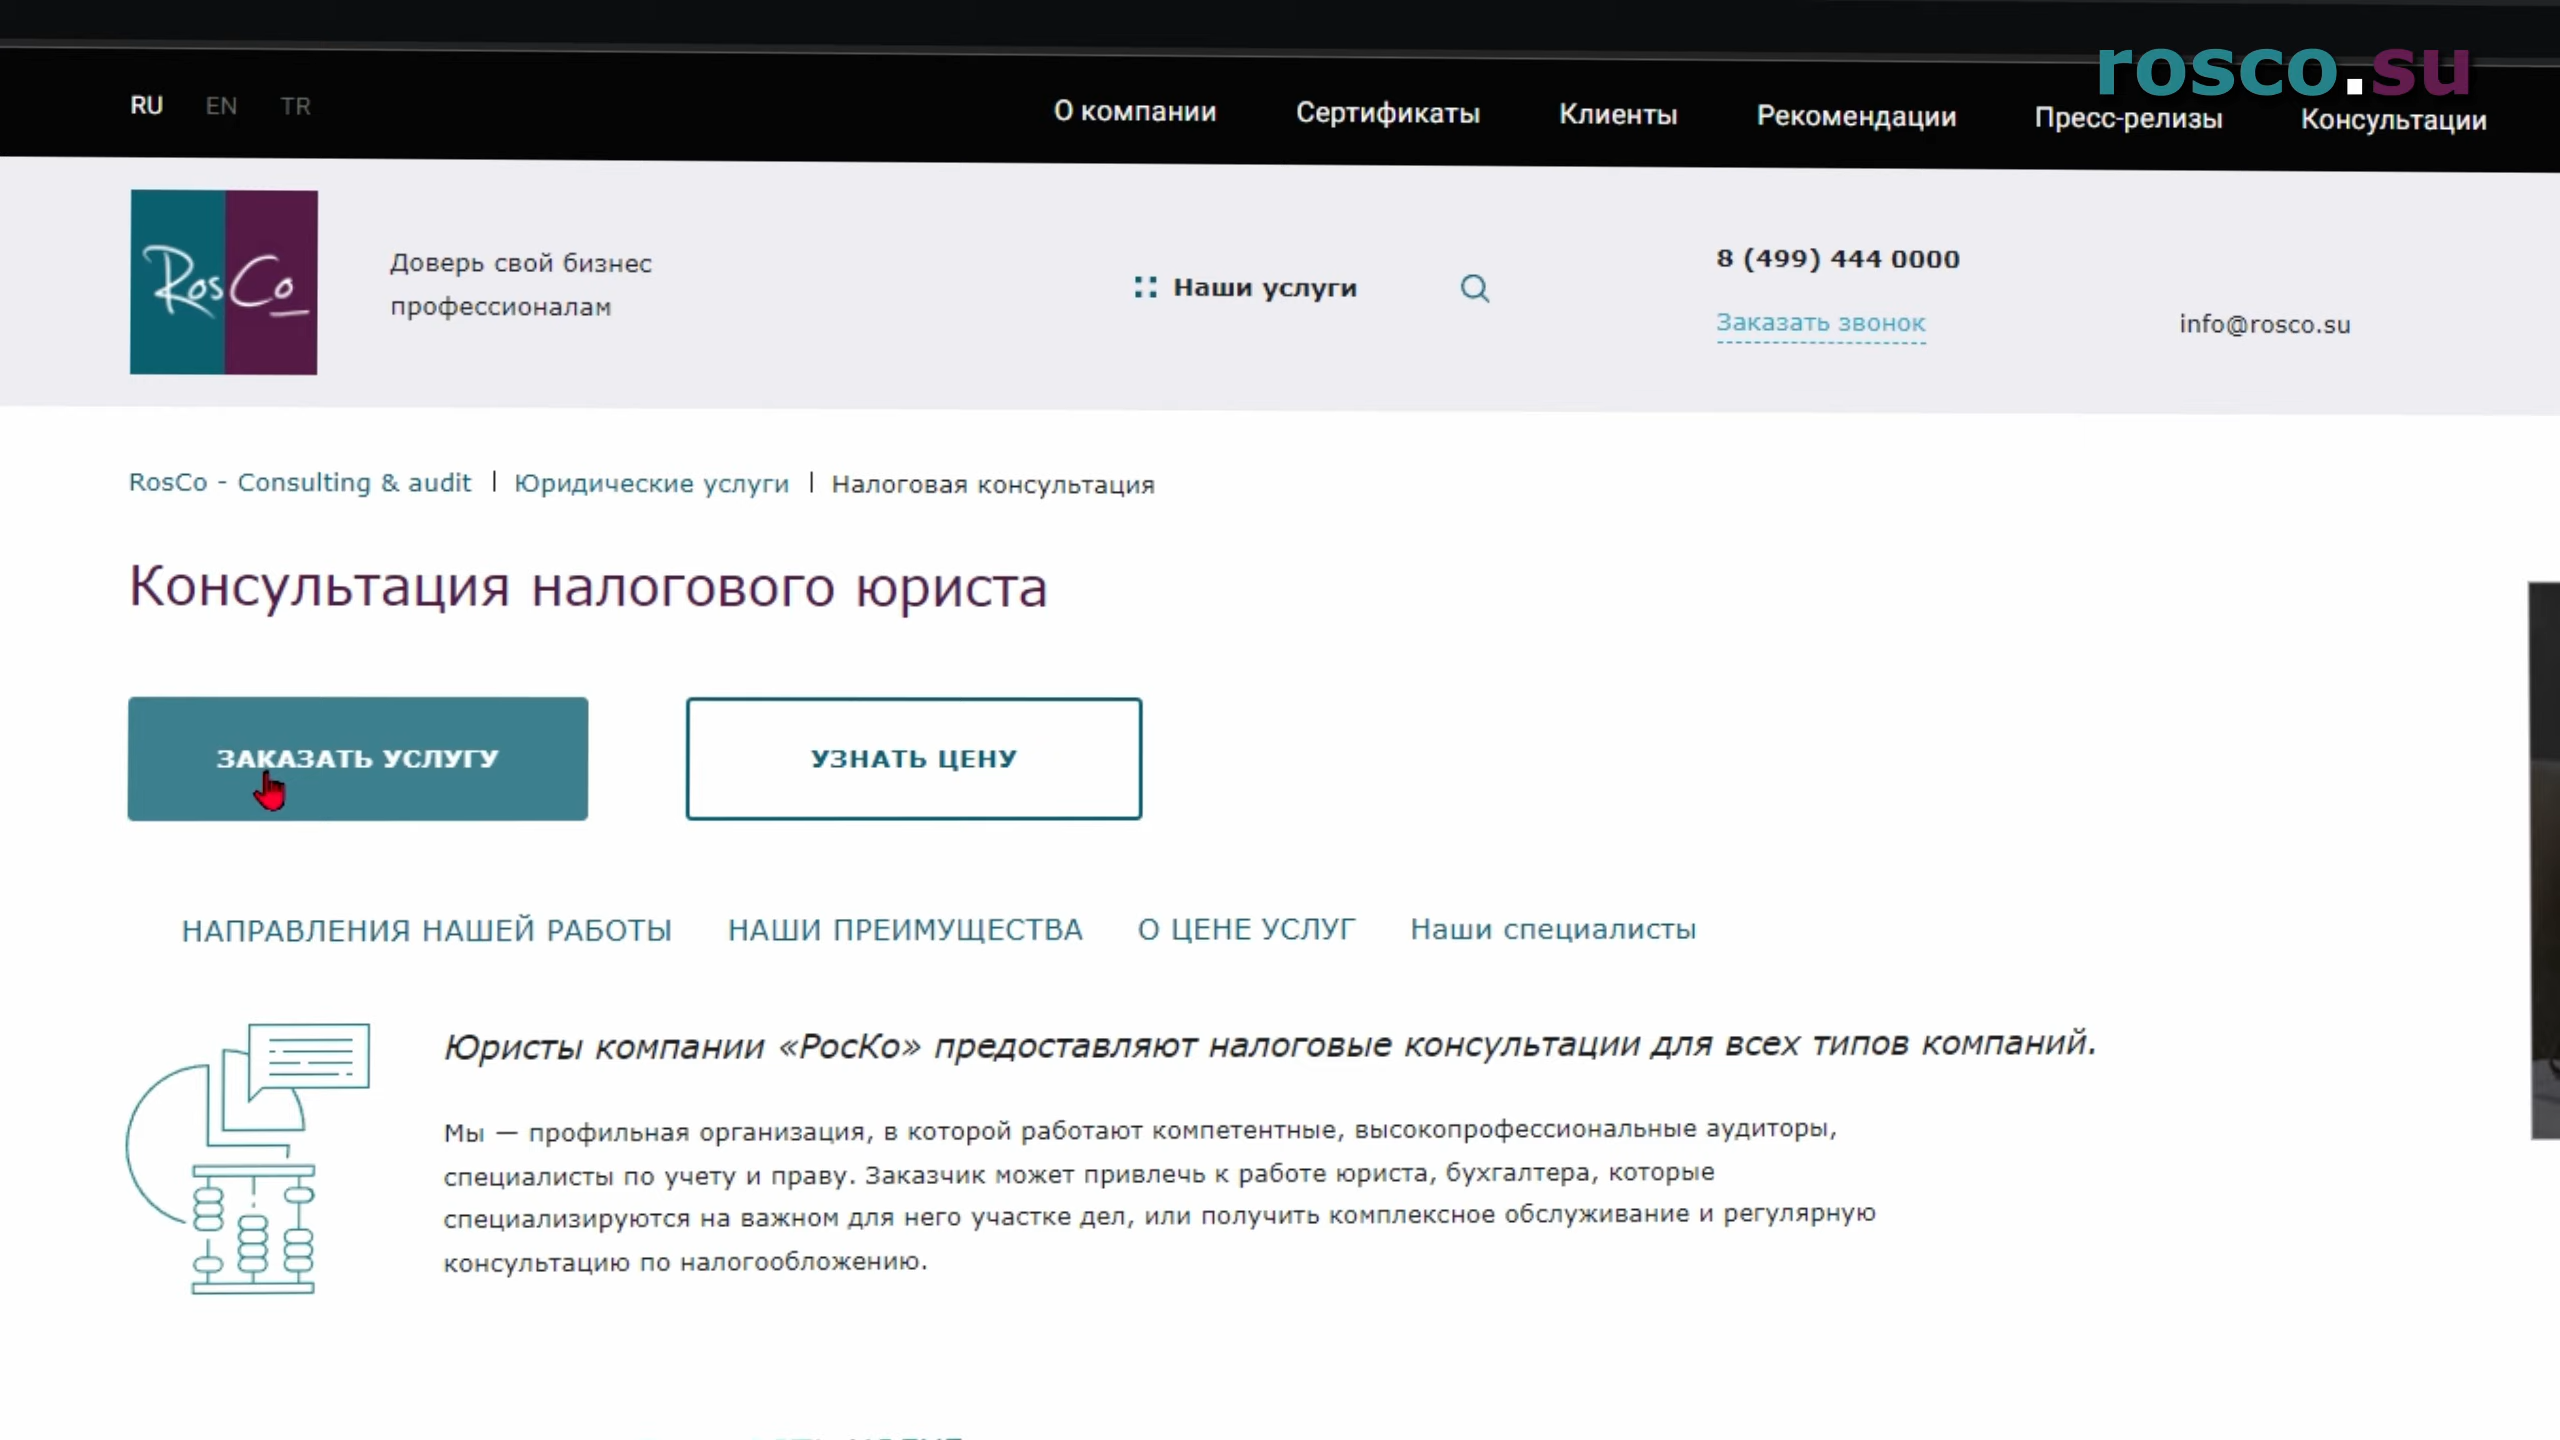 rosco.su
RU EN TR
О компании Сертификаты Клиенты Рекомендации Пресс-релизы Консультации
RosCo
Доверь свой бизнес
профессионалам
Наши услуги
8 (499) 444 0000
Заказать звонок
info@rosco.su
RosCo - Consulting & audit | Юридические услуги | Налоговая консультация
Консультация налогового юриста
ЗАКАЗАТЬ УСЛУГУ
УЗНАТЬ ЦЕНУ
НАПРАВЛЕНИЯ НАШЕЙ РАБОТЫ НАШИ ПРЕИМУЩЕСТВА О ЦЕНЕ УСЛУГ Наши специалисты
Юристы компании «РосКо» предоставляют налоговые консультации для всех типов компаний.
Мы — профильная организация, в которой работают компетентные, высокопрофессиональные аудиторы,
специалисты по учету и праву. Заказчик может привлечь к работе юриста, бухгалтера, которые
специализируются на важном для него участке дел, или получить комплексное обслуживание и регулярную
консультацию по налогообложению.